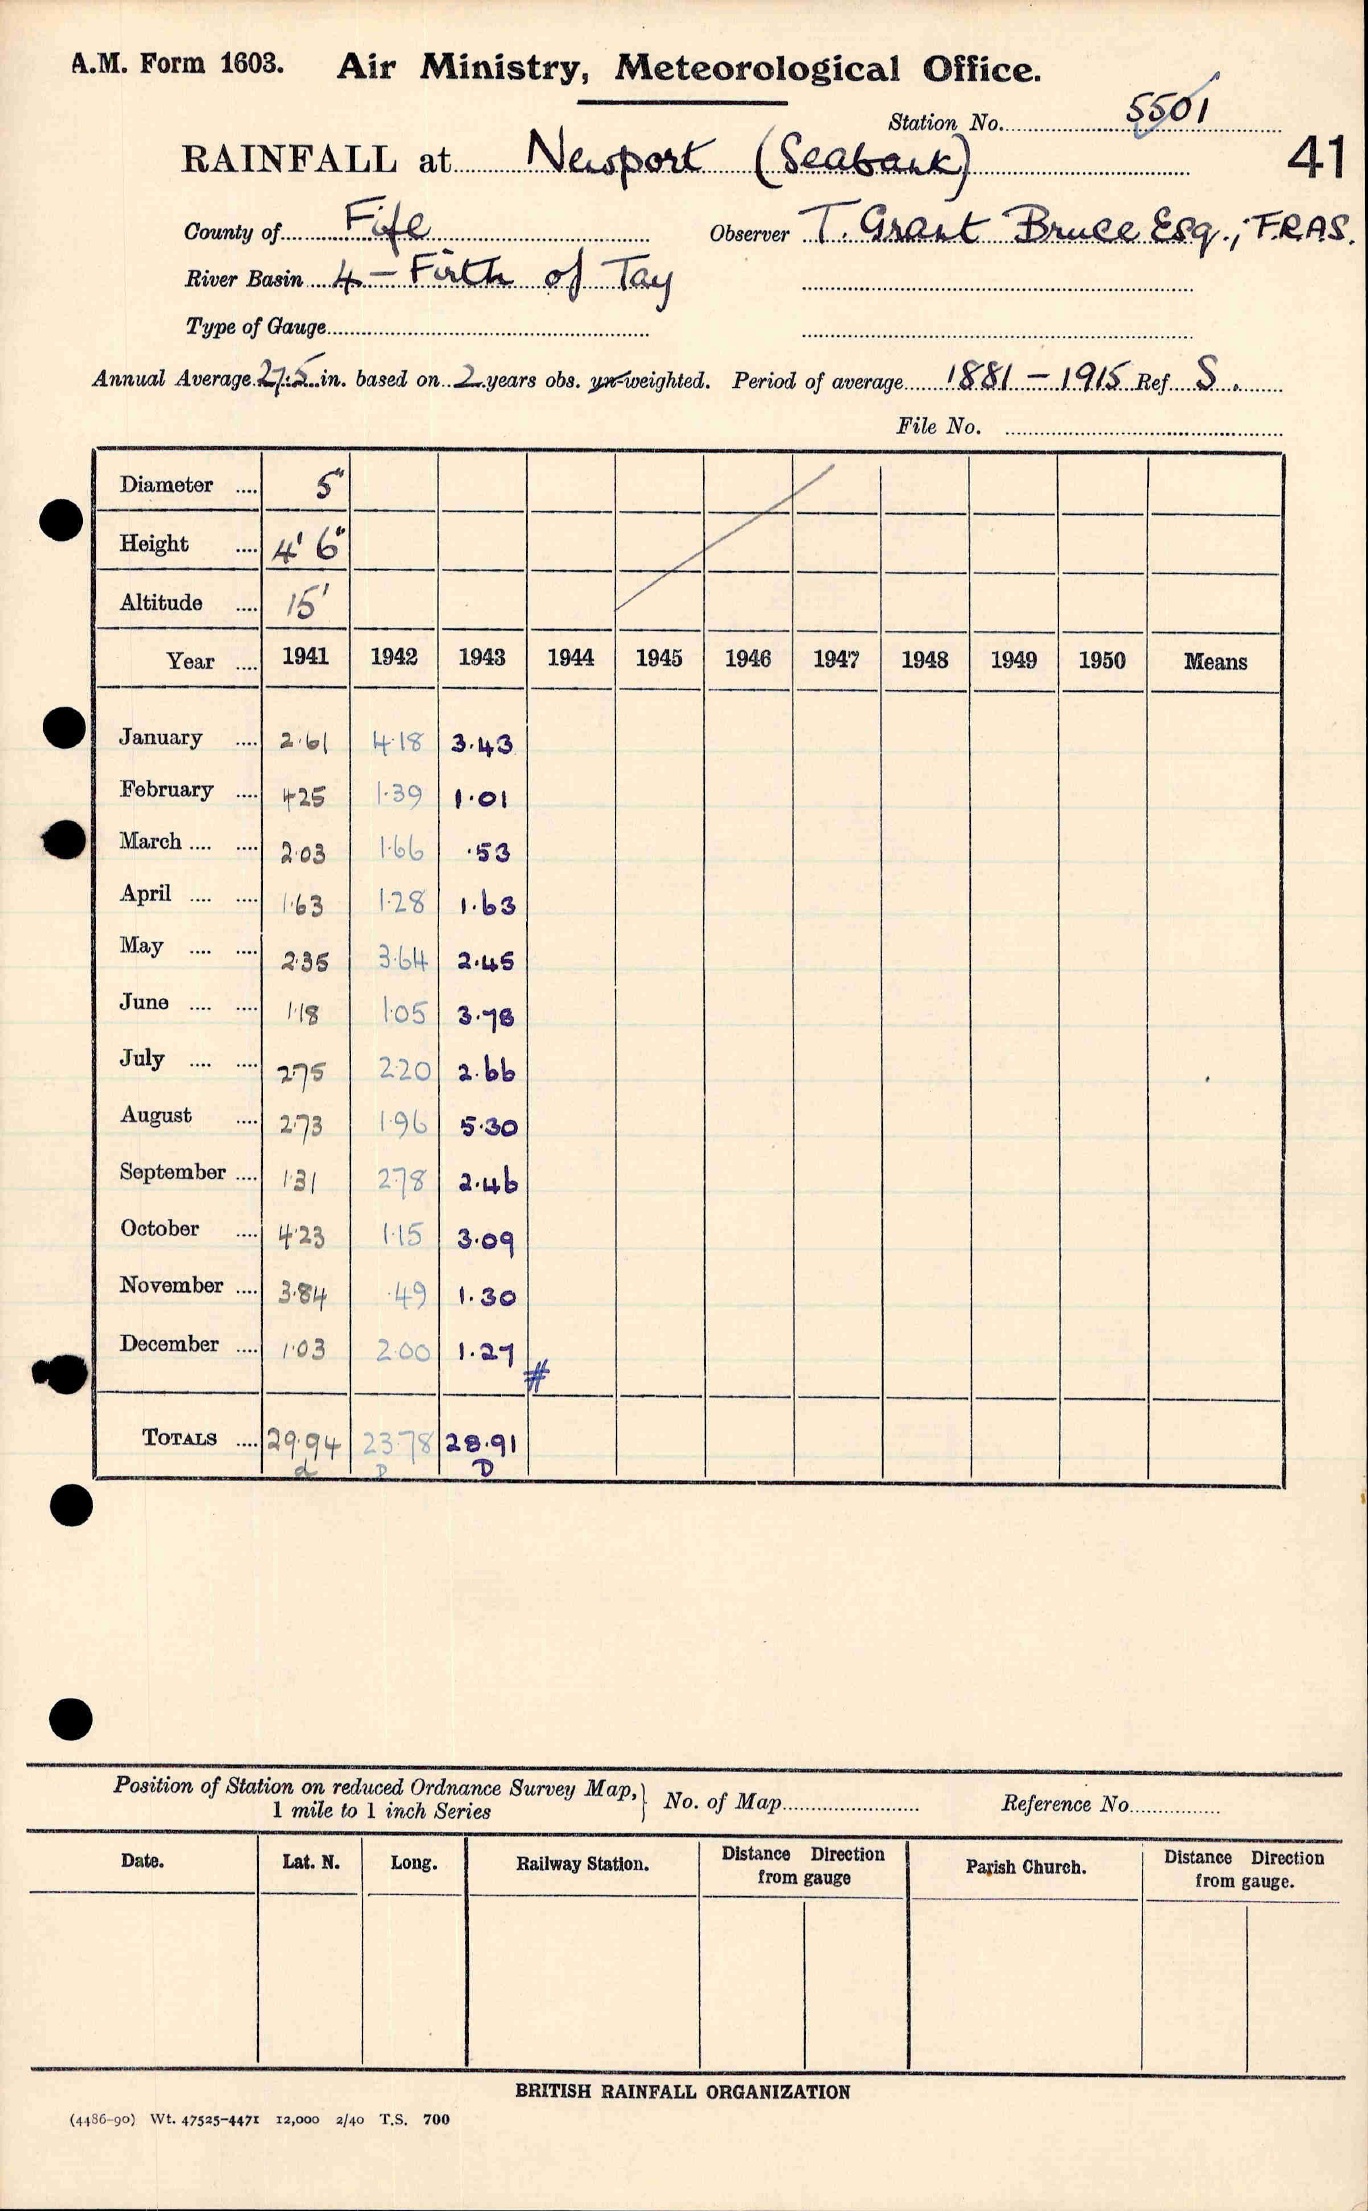 A.M. Form 1603. Air Ministry, Meteorological Office.
Station No. 5501
RAINFALL at Newport (Seabank) 41
County of Fife Observer T. Grant Bruce Esq., F.R.A.S.
River Basin 4 - Firth of Tay
Type of Gauge
Annual Average 27.5 in. based on 2 years obs. un-weighted. Period of average 1881 - 1915 Ref S.
File No.
Diameter .... 5"
Height .... 4' 6"
Altitude .... 15'
Year .... 1941 1942 1943 1944 1945 1946 1947 1948 1949 1950 Means
January .... 2.61 4.18 3.43
February .... 4.25 1.39 1.01
March .... .... 2.03 1.66 .53
April .... .... 1.63 1.28 1.63
May .... .... 2.35 3.64 2.45
June .... .... 1.18 1.05 3.78
July .... .... 2.75 2.20 2.66
August .... 2.73 1.96 5.30
September .... 1.31 2.78 2.46
October .... 4.23 1.15 3.09
November .... 3.84 .49 1.30
December .... 1.03 2.00 1.27
#
TOTALS .... 29.94 23.78 28.91
d D D
Position of Station on reduced Ordnance Survey Map, } No. of Map Reference No.
1 mile to 1 inch Series
Date. Lat. N. Long. Railway Station. Distance Direction from gauge Parish Church. Distance Direction from gauge.
BRITISH RAINFALL ORGANIZATION
(4486-90) Wt. 47525-4471 12,000 2/40 T.S. 700